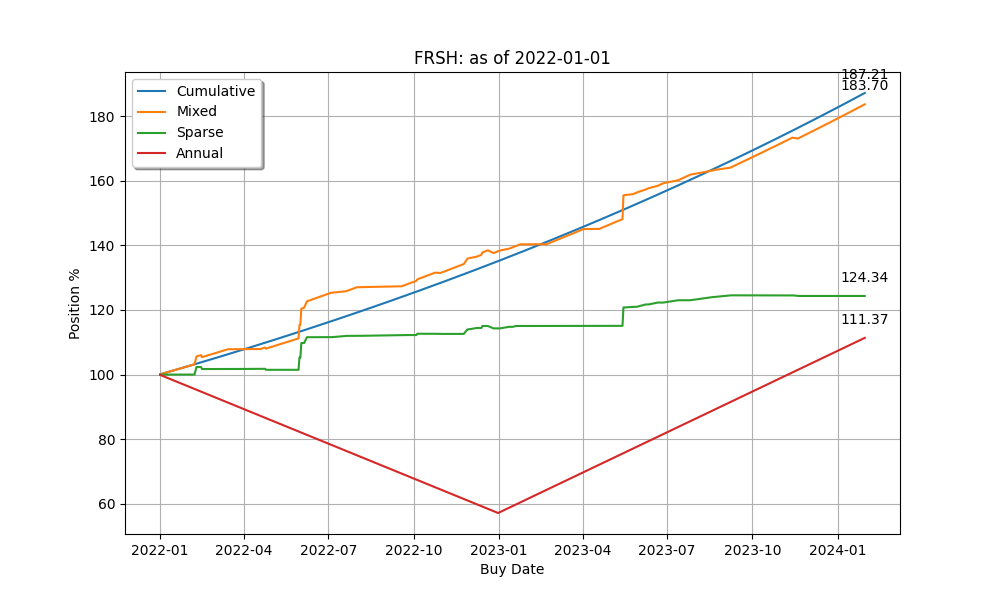 FRSH: as of 2022-01-01
Cumulative
Mixed
Sparse
Annual
187.21
183.70
124.34
111.37
180
160
140
120
100
80
60
Position %
2022-01 2022-04 2022-07 2022-10 2023-01 2023-04 2023-07 2023-10 2024-01
Buy Date